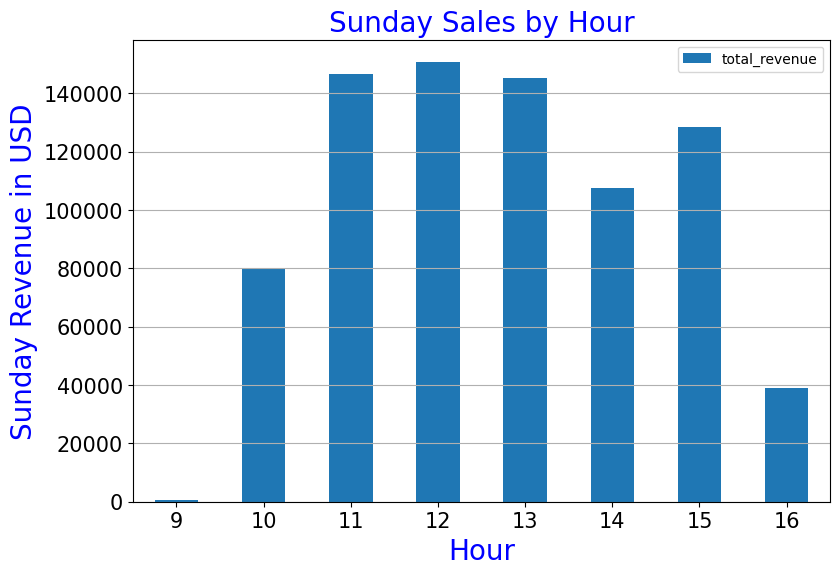 Sunday Sales by Hour
total_revenue
Sunday Revenue in USD
140000
120000
100000
80000
60000
40000
20000
0
9 10 11 12 13 14 15 16
Hour